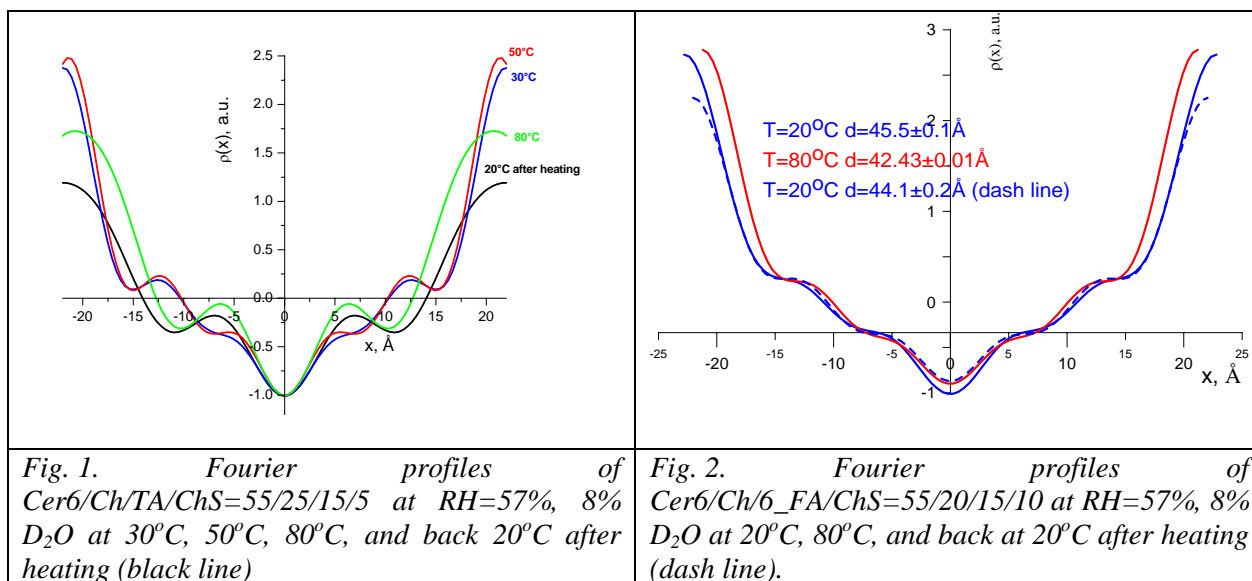 50°C
30°C
80°C
20°C after heating
ρ(x), a.u.
2.5
2.0
1.5
1.0
0.5
0.0
-0.5
-1.0
-20 -15 -10 -5 0 5 10 15 20
x, Å
ρ(x), a.u.
3
2
1
0
-1
T=20°C d=45.5±0.1Å
T=80°C d=42.43±0.01Å
T=20°C d=44.1±0.2Å (dash line)
-25 -20 -15 -10 -5 0 5 10 15 20 25
x, Å
Fig. 1. Fourier profiles of
Cer6/Ch/TA/ChS=55/25/15/5 at RH=57%, 8%
D₂O at 30°C, 50°C, 80°C, and back 20°C after
heating (black line)
Fig. 2. Fourier profiles of
Cer6/Ch/6_FA/ChS=55/20/15/10 at RH=57%, 8%
D₂O at 20°C, 80°C, and back at 20°C after heating
(dash line).